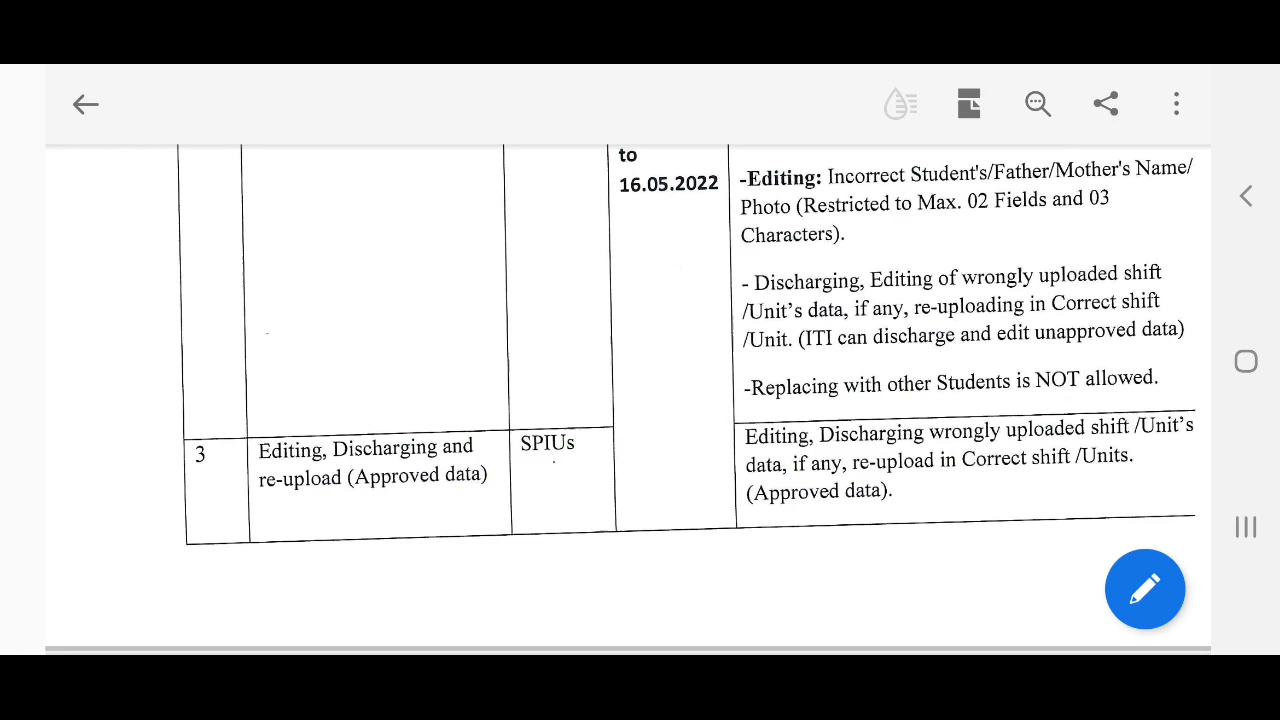 to
16.05.2022
-Editing: Incorrect Student's/Father/Mother's Name/
Photo (Restricted to Max. 02 Fields and 03
Characters).
- Discharging, Editing of wrongly uploaded shift
/Unit's data, if any, re-uploading in Correct shift
/Unit. (ITI can discharge and edit unapproved data)
-Replacing with other Students is NOT allowed.
3
Editing, Discharging and
re-upload (Approved data)
SPIUs
Editing, Discharging wrongly uploaded shift /Unit's
data, if any, re-upload in Correct shift /Units.
(Approved data).